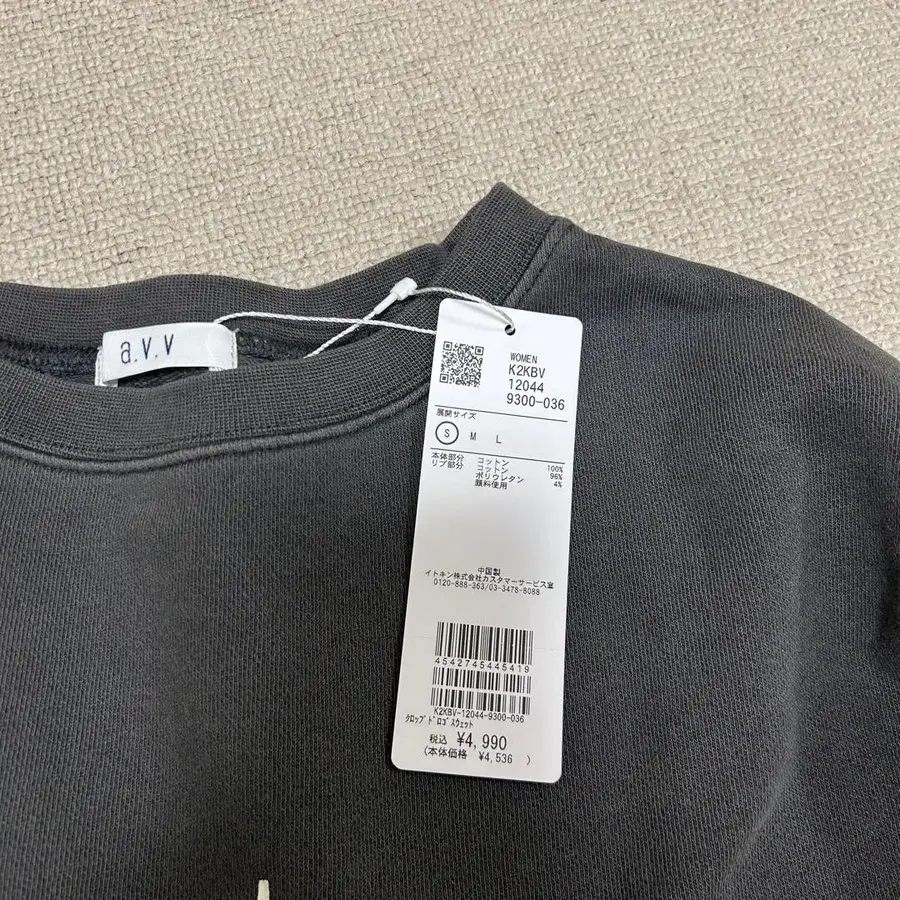 a.v.v
WOMEN
K2KBV
12044
9300-036
展開サイズ
S M L
本体部分 コットン 100%
リブ部分 コットン 96%
ポリウレタン 4%
顔料使用
中国製
イトキン株式会社カスタマーサービス室
0120-888-363/03-3478-8088
4542745445419
K2KBV-12044-9300-036
クロップドロゴスウェット
税込 ¥4,990
(本体価格 ¥4,536 )